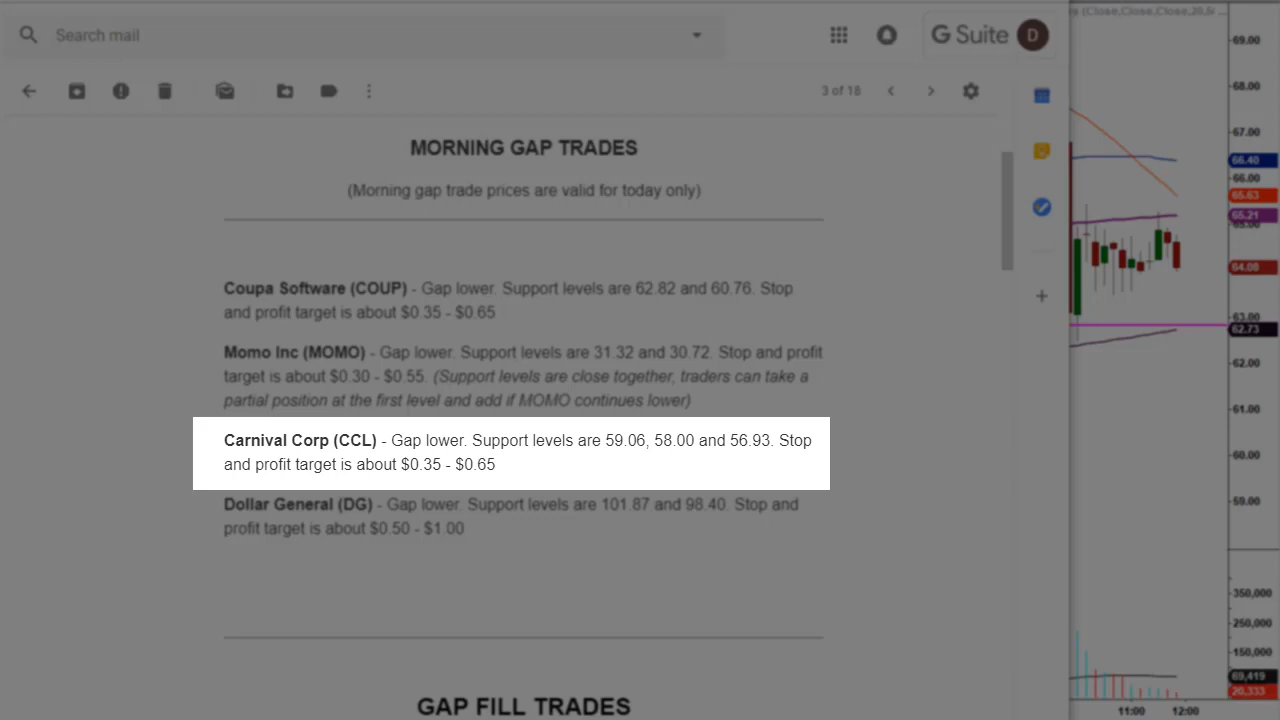 Search mail
G Suite
D
3 of 18
MORNING GAP TRADES
(Morning gap trade prices are valid for today only)
Coupa Software (COUP) - Gap lower. Support levels are 62.82 and 60.76. Stop
and profit target is about $0.35 - $0.65
Momo Inc (MOMO) - Gap lower. Support levels are 31.32 and 30.72. Stop and profit
target is about $0.30 - $0.55. (Support levels are close together, traders can take a
partial position at the first level and add if MOMO continues lower)
Carnival Corp (CCL) - Gap lower. Support levels are 59.06, 58.00 and 56.93. Stop
and profit target is about $0.35 - $0.65
Dollar General (DG) - Gap lower. Support levels are 101.87 and 98.40. Stop and
profit target is about $0.50 - $1.00
GAP FILL TRADES
(Close,Close,Close,20,5
69.00
68.00
67.00
66.40
66.00
65.63
65.21
65.00
64.08
63.00
62.73
62.00
61.00
60.00
59.00
350,000
250,000
150,000
69,419
20,333
11:00 12:00